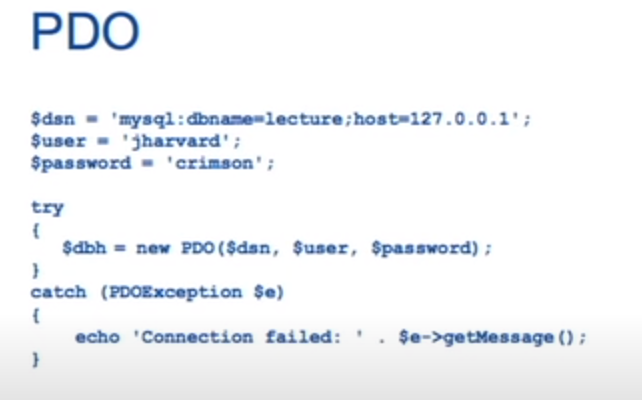 PDO
$dsn = 'mysql:dbname=lecture;host=127.0.0.1';
$user = 'jharvard';
$password = 'crimson';
try
{
$dbh = new PDO($dsn, $user, $password);
}
catch (PDOException $e)
{
echo 'Connection failed: ' . $e->getMessage();
}